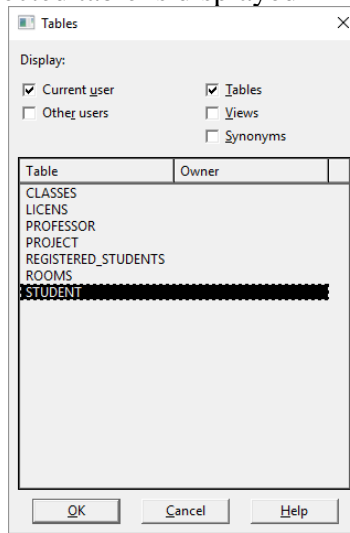 Tables
Display:
Current user
Tables
Other users
Views
Synonyms
Table Owner
CLASSES
LICENS
PROFESSOR
PROJECT
REGISTERED_STUDENTS
ROOMS
STUDENT
OK Cancel Help